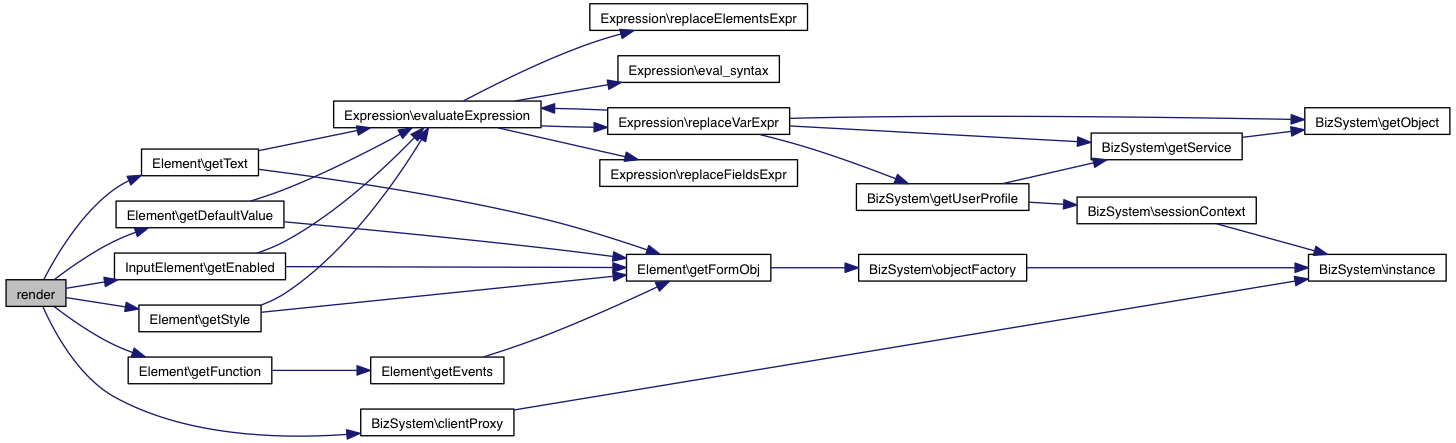 render
Element\getText
Element\getDefaultValue
InputElement\getEnabled
Element\getStyle
Element\getFunction
BizSystem\clientProxy
Expression\evaluateExpression
Element\getEvents
Expression\replaceElementsExpr
Expression\eval_syntax
Expression\replaceVarExpr
Expression\replaceFieldsExpr
Element\getFormObj
BizSystem\getUserProfile
BizSystem\objectFactory
BizSystem\getService
BizSystem\sessionContext
BizSystem\getObject
BizSystem\instance